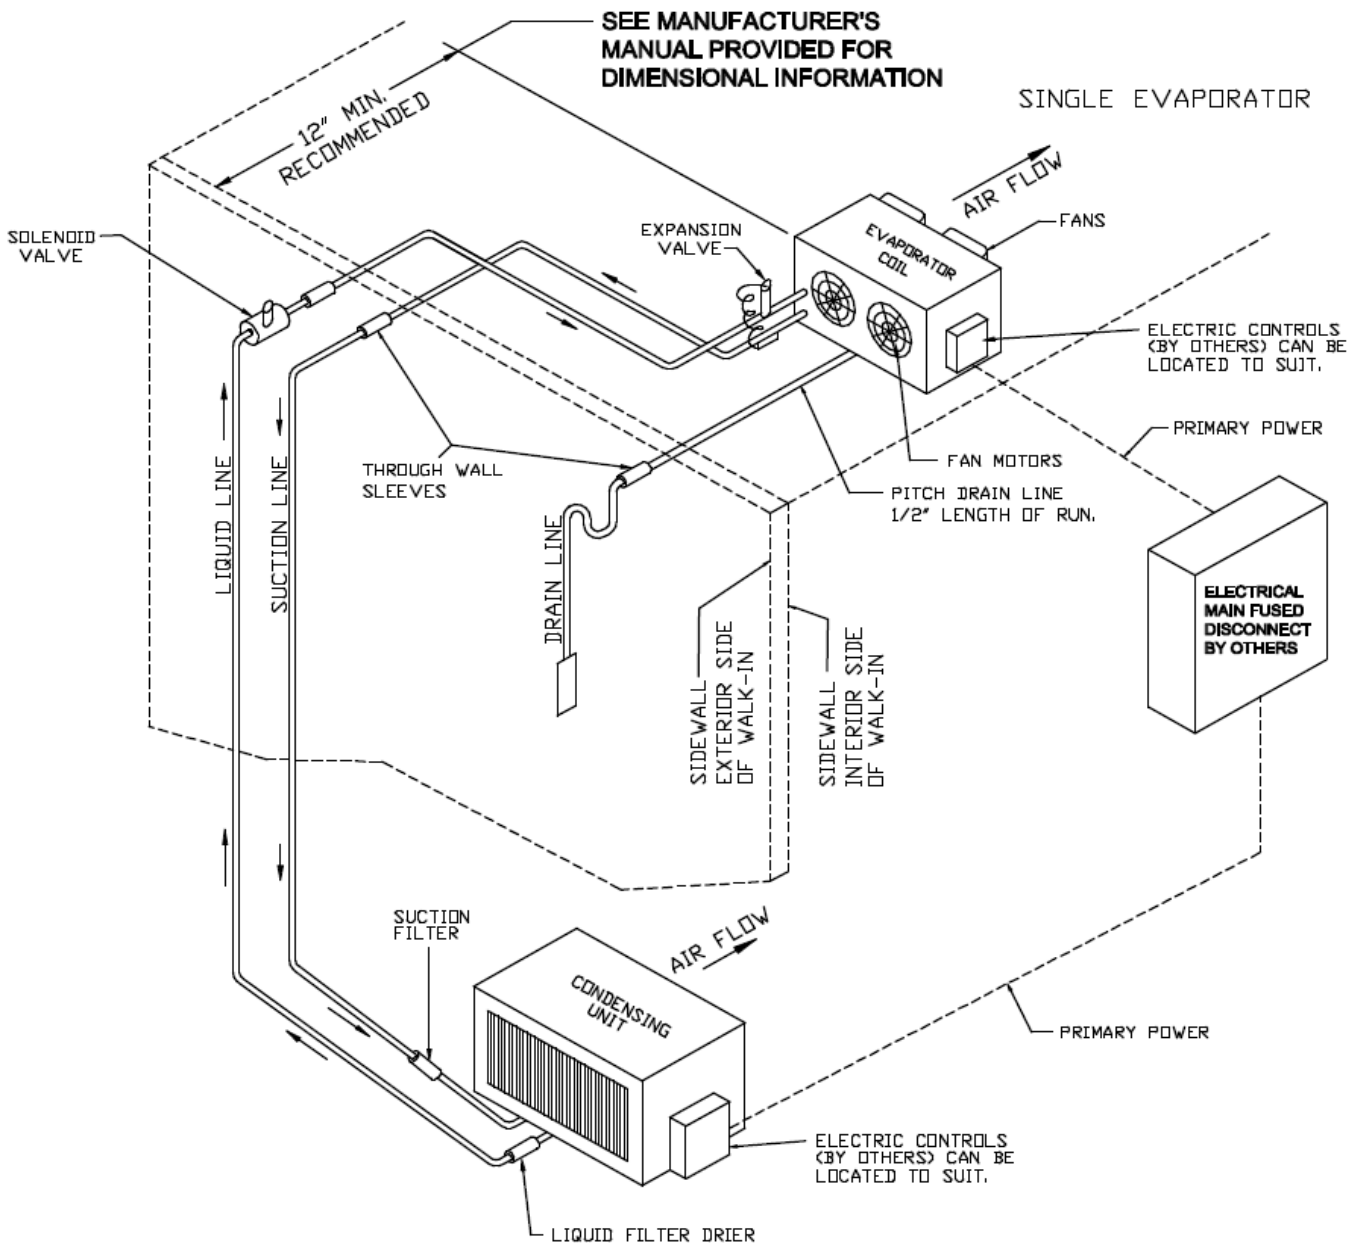 SEE MANUFACTURER'S
MANUAL PROVIDED FOR
DIMENSIONAL INFORMATION
SINGLE EVAPORATOR
12" MIN.
RECOMMENDED
AIR FLOW
FANS
SOLENOID
VALVE
EXPANSION
VALVE
EVAPORATOR
COIL
ELECTRIC CONTROLS
(BY OTHERS) CAN BE
LOCATED TO SUIT.
PRIMARY POWER
FAN MOTORS
THROUGH WALL
SLEEVES
PITCH DRAIN LINE
1/2" LENGTH OF RUN.
LIQUID LINE
SUCTION LINE
DRAIN LINE
SIDEWALL
EXTERIOR SIDE
OF WALK-IN
SIDEWALL
INTERIOR SIDE
OF WALK-IN
ELECTRICAL
MAIN FUSED
DISCONNECT
BY OTHERS
SUCTION
FILTER
AIR FLOW
CONDENSING
UNIT
PRIMARY POWER
ELECTRIC CONTROLS
(BY OTHERS) CAN BE
LOCATED TO SUIT.
LIQUID FILTER DRIER